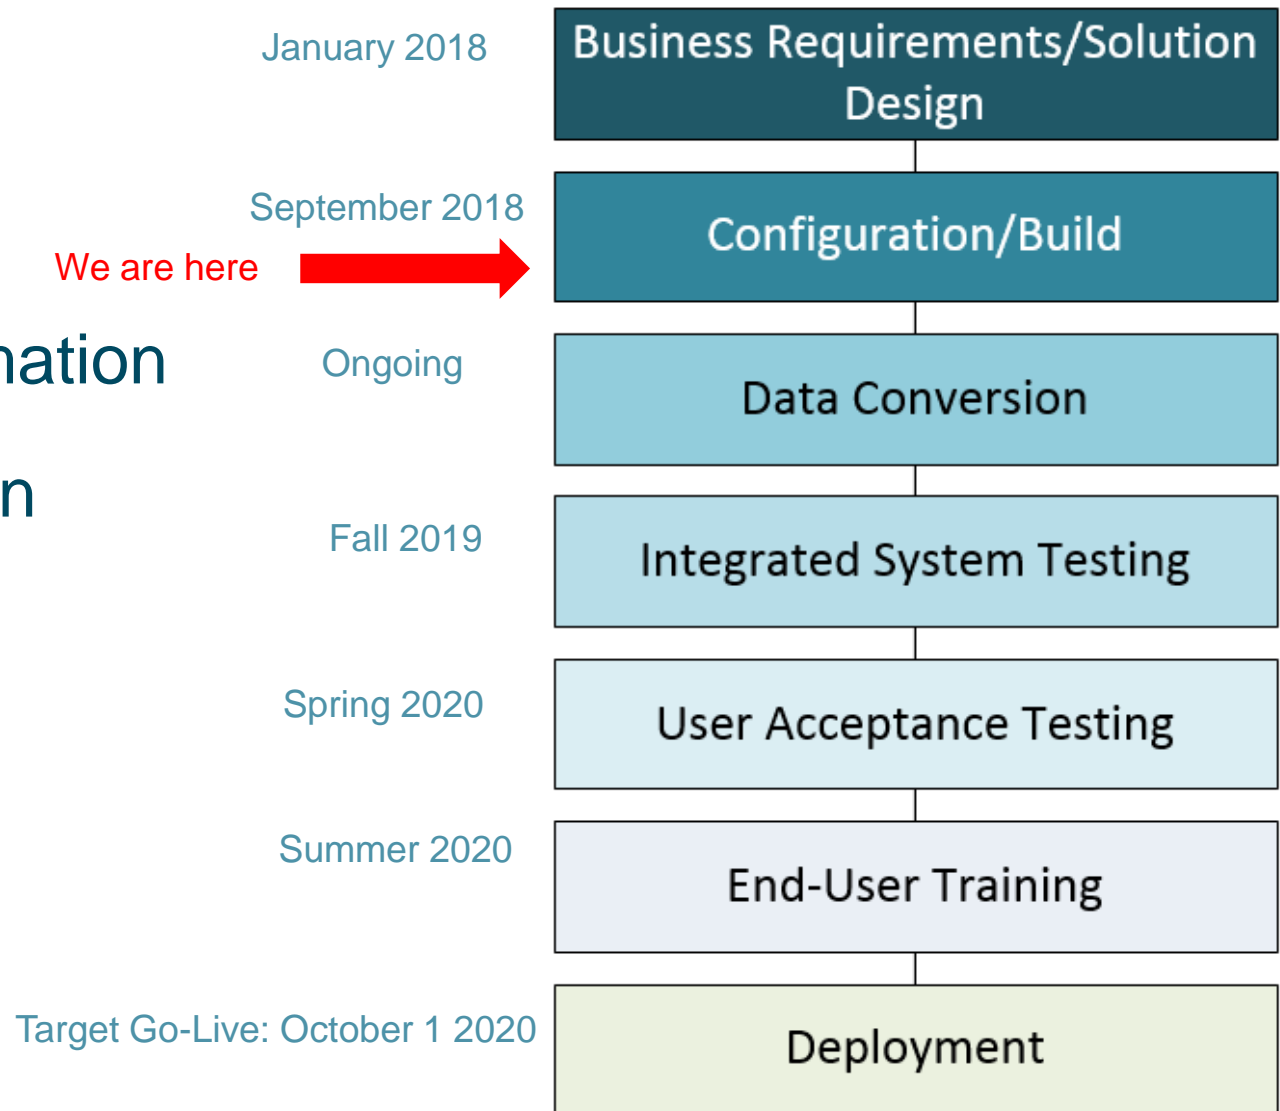 January 2018
Business Requirements/Solution
Design
September 2018
Configuration/Build
We are here
nation
Ongoing
Data Conversion
n
Fall 2019
Integrated System Testing
Spring 2020
User Acceptance Testing
Summer 2020
End-User Training
Target Go-Live: October 1 2020
Deployment